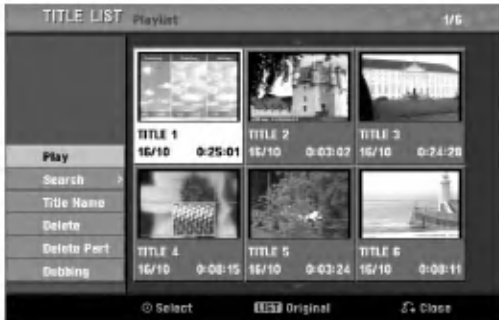 TITLE LIST Playlist 1/6
TITLE 1
16/10 0:25:01
TITLE 2
16/10 0:03:02
TITLE 3
16/10 0:24:28
Play
Search >
Title Name
Delete
Delete Part
Dubbing
TITLE 4
16/10 0:08:15
TITLE 5
16/10 0:03:24
TITLE 6
16/10 0:08:11
Select LIST Original Close